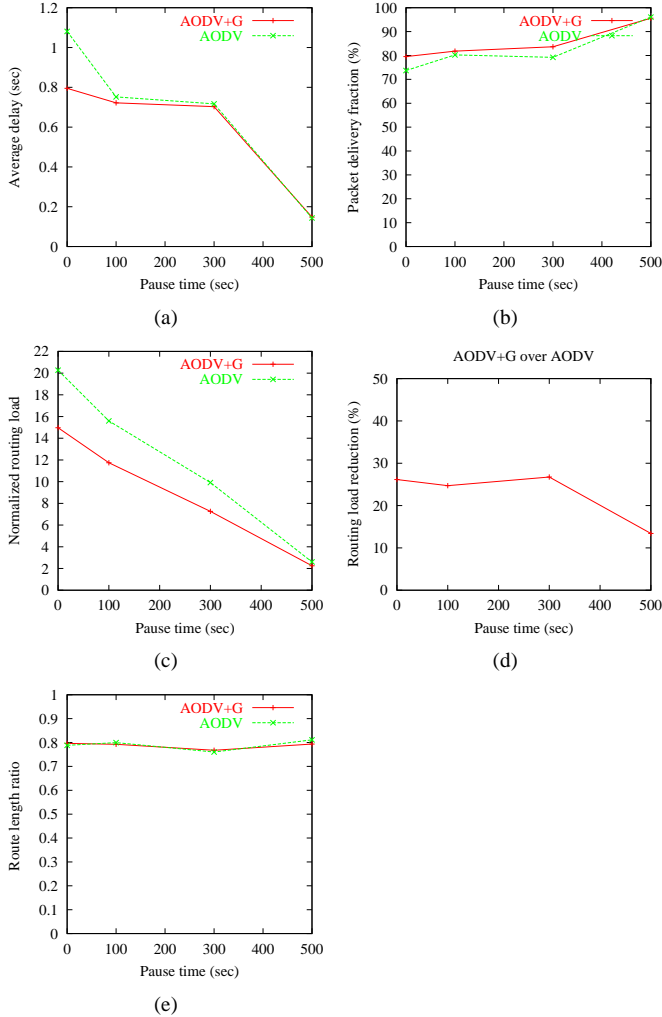 Average delay (sec)
1.2
1
0.8
0.6
0.4
0.2
0
AODV+G
AODV
0 100 200 300 400 500
Pause time (sec)
(a)
Packet delivery fraction (%)
100
90
80
70
60
50
40
30
20
10
0
AODV+G
AODV
0 100 200 300 400 500
Pause time (sec)
(b)
Normalized routing load
22
20
18
16
14
12
10
8
6
4
2
0
AODV+G
AODV
0 100 200 300 400 500
Pause time (sec)
(c)
AODV+G over AODV
Routing load reduction (%)
50
40
30
20
10
0
0 100 200 300 400 500
Pause time (sec)
(d)
Route length ratio
1
0.9
0.8
0.7
0.6
0.5
0.4
0.3
0.2
0.1
0
AODV+G
AODV
0 100 200 300 400 500
Pause time (sec)
(e)